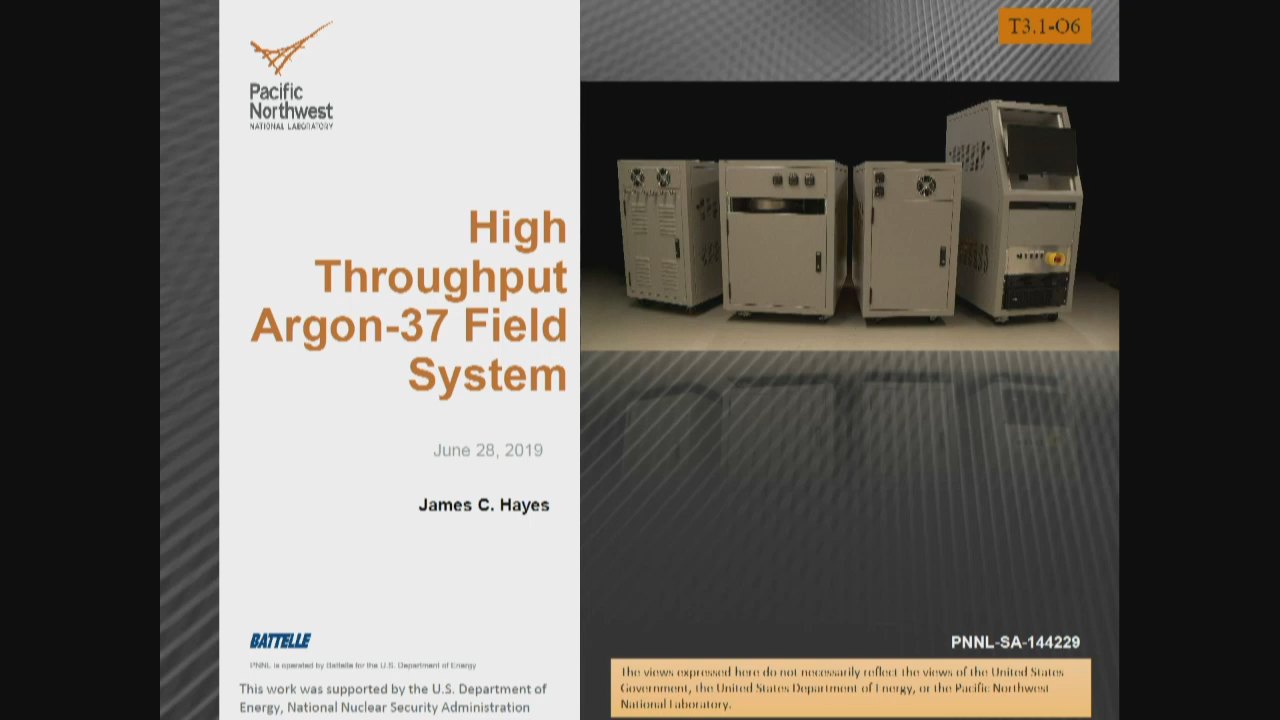 Pacific
Northwest
NATIONAL LABORATORY
T3.1-O6
High
Throughput
Argon-37 Field
System
June 28, 2019
James C. Hayes
BATTELLE
PNNL is operated by Battelle for the U.S. Department of Energy
This work was supported by the U.S. Department of
Energy, National Nuclear Security Administration
PNNL-SA-144229
The views expressed here do not necessarily reflect the views of the United States
Government, the United States Department of Energy, or the Pacific Northwest
National Laboratory.